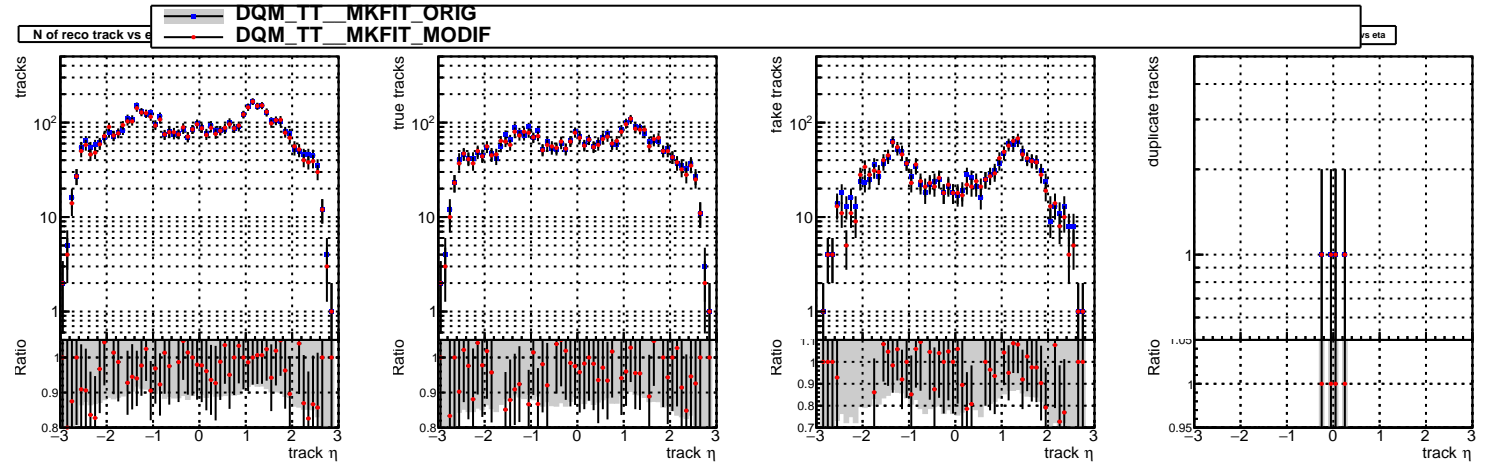 DQM_TT__MKFIT_ORIG
DQM_TT__MKFIT_MODIF
N of reco track vs e
vs eta
tracks
10²
10
1
Ratio
1
0.9
0.8
−3 −2 −1 0 1 2 3
track η
true tracks
10²
10
1
Ratio
1
0.9
0.8
−3 −2 −1 0 1 2 3
track η
fake tracks
10²
10
1
Ratio
1.1
1
0.9
0.8
0.7
−3 −2 −1 0 1 2 3
track η
duplicate tracks
1
Ratio
1.05
1
0.95
−3 −2 −1 0 1 2 3
track η